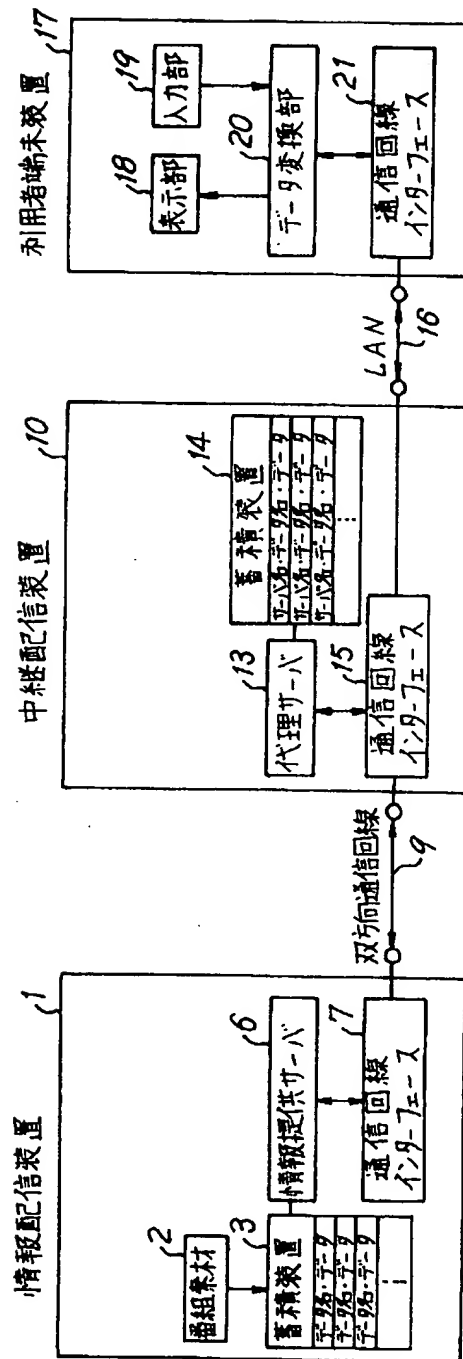 情報配信装置
1
番組素材
2
蓄積装置
3
データ名・データ
データ名・データ
データ名・データ
⋮
情報提供サーバ
6
通信回線
インターフェース
7
双方向通信回線
9
中継配信装置
10
代理サーバ
13
蓄積装置
14
サーバ名・データ名・データ
サーバ名・データ名・データ
サーバ名・データ名・データ
⋮
通信回線
インターフェース
15
LAN
16
利用者端末装置
17
表示部
18
入力部
19
データ変換部
20
通信回線
インターフェース
21